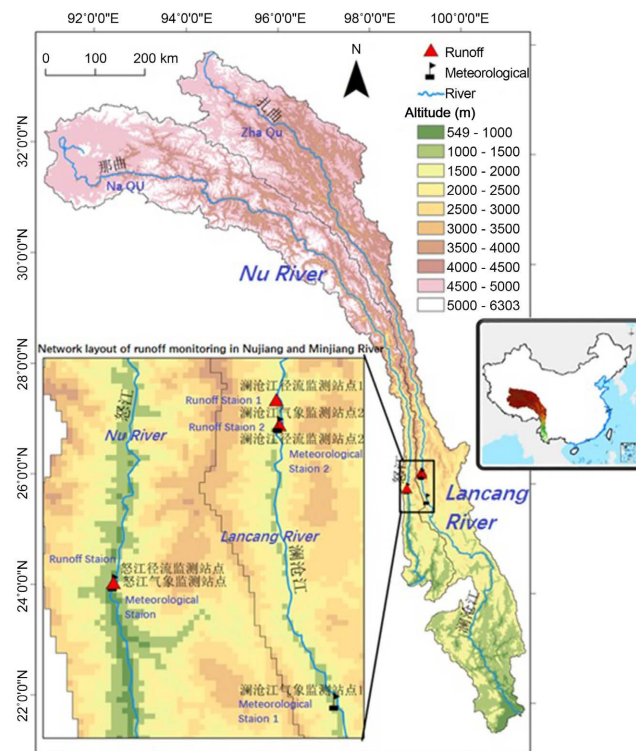 92°0'0"E 94°0'0"E 96°0'0"E 98°0'0"E 100°0'0"E
0 100 200 km
N
Runoff
Meteorological
River
Altitude (m)
549 - 1000
1000 - 1500
1500 - 2000
2000 - 2500
2500 - 3000
3000 - 3500
3500 - 4000
4000 - 4500
4500 - 5000
5000 - 6303
32°0'0"N
30°0'0"N
28°0'0"N
26°0'0"N
24°0'0"N
22°0'0"N
扎曲
Zha Qu
那曲
Na QU
Nu River
怒江
Lancang
River
澜沧江
Network layout of runoff monitoring in Nujiang and Minjiang River
澜沧江径流监测站点1
Runoff Staion 1
怒江
澜沧江气象监测站点2
Runoff Staion 2
澜沧江径流监测站点2
Nu River
Meteorological
Staion 2
Lancang River
澜沧江
Runoff Staion
怒江径流监测站点
怒江气象监测站点
Meteorological
Staion
澜沧江气象监测站点1
Meteorological
Staion 1